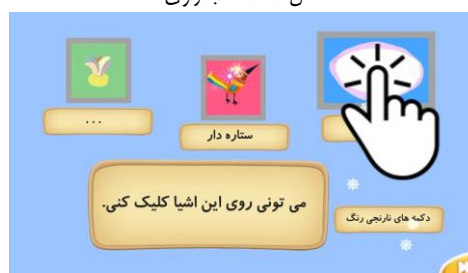 ...
ستاره دار
می تونی روی این اشیا کلیک کنی.
دکمه های نارنجی رنگ